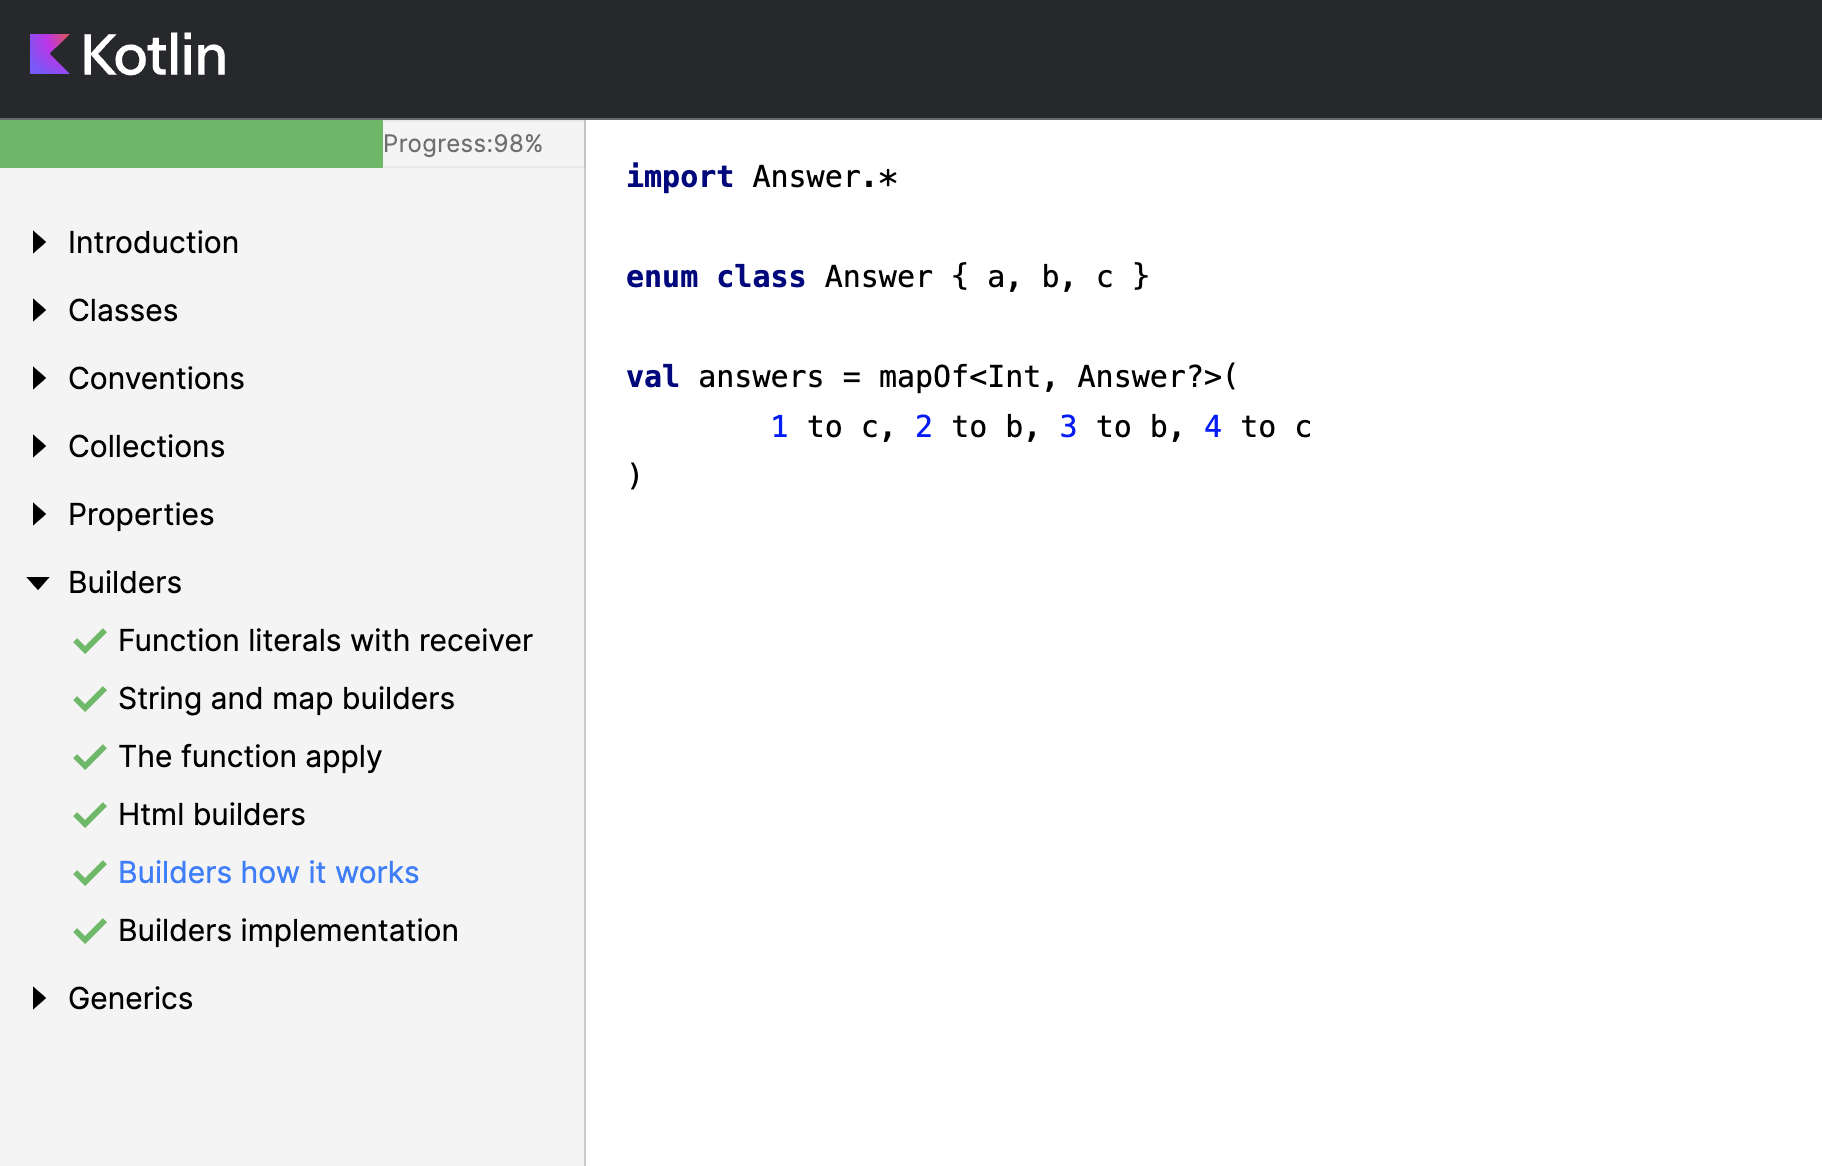 Kotlin
Progress:98%
Introduction
Classes
Conventions
Collections
Properties
Builders
Function literals with receiver
String and map builders
The function apply
Html builders
Builders how it works
Builders implementation
Generics
import Answer.*
enum class Answer { a, b, c }
val answers = mapOf<Int, Answer?>(
1 to c, 2 to b, 3 to b, 4 to c
)